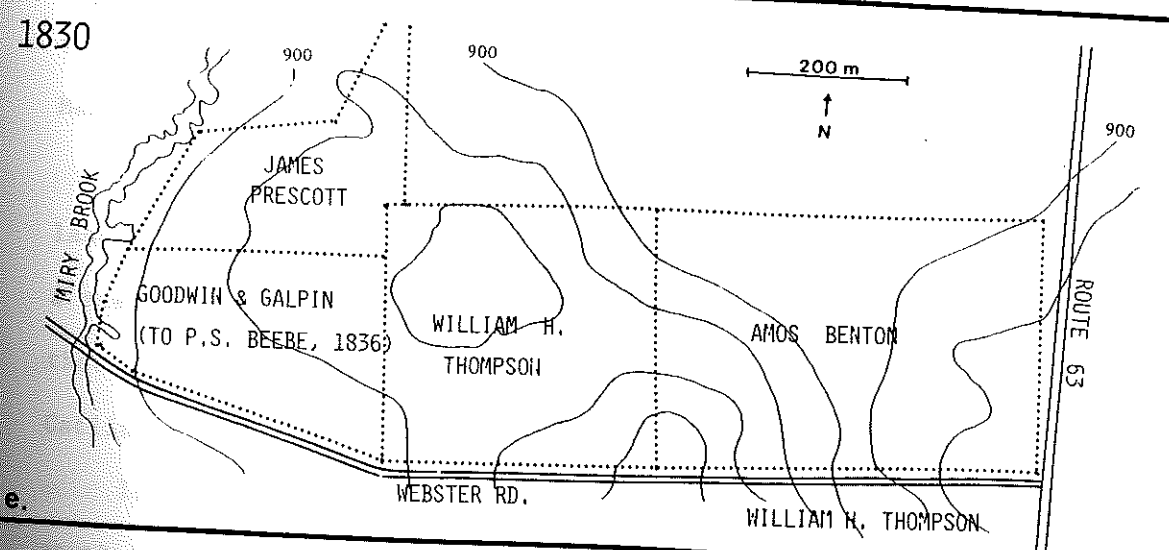 1830
900
900
200 m
N
900
JAMES
PRESCOTT
MIRY BROOK
GOODWIN & GALPIN
(TO P.S. BEEBE, 1836)
WILLIAM H.
THOMPSON
AMOS BENTON
ROUTE 63
WEBSTER RD.
WILLIAM H. THOMPSON
e.